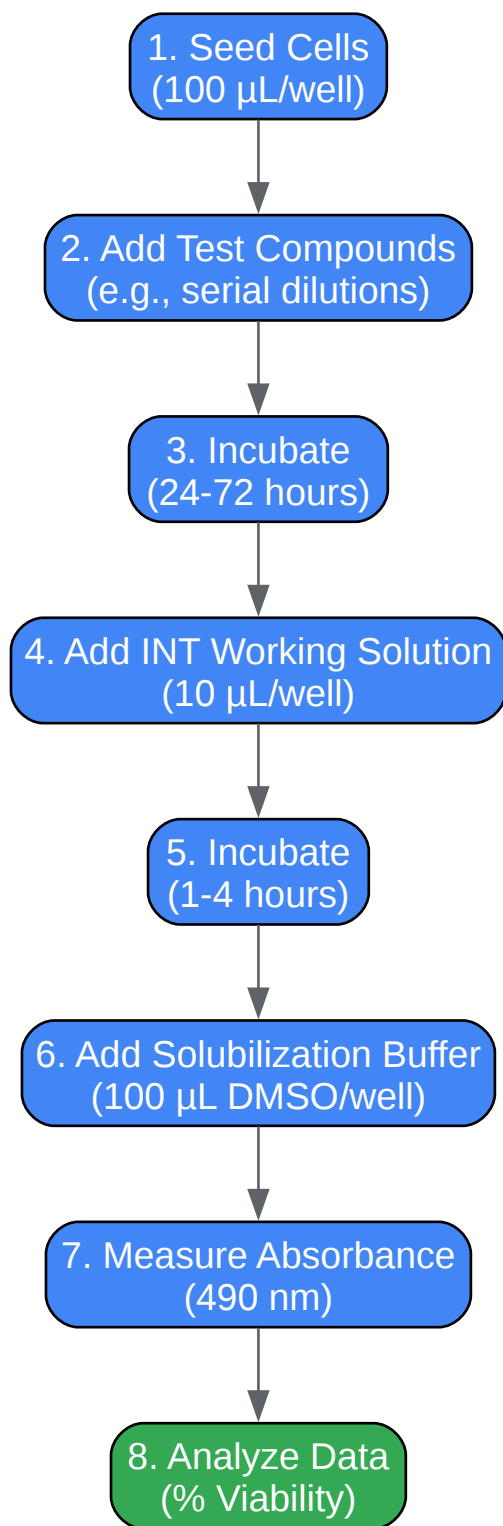 1. Seed Cells
(100 µL/well)
2. Add Test Compounds
(e.g., serial dilutions)
3. Incubate
(24-72 hours)
4. Add INT Working Solution
(10 µL/well)
5. Incubate
(1-4 hours)
6. Add Solubilization Buffer
(100 µL DMSO/well)
7. Measure Absorbance
(490 nm)
8. Analyze Data
(% Viability)